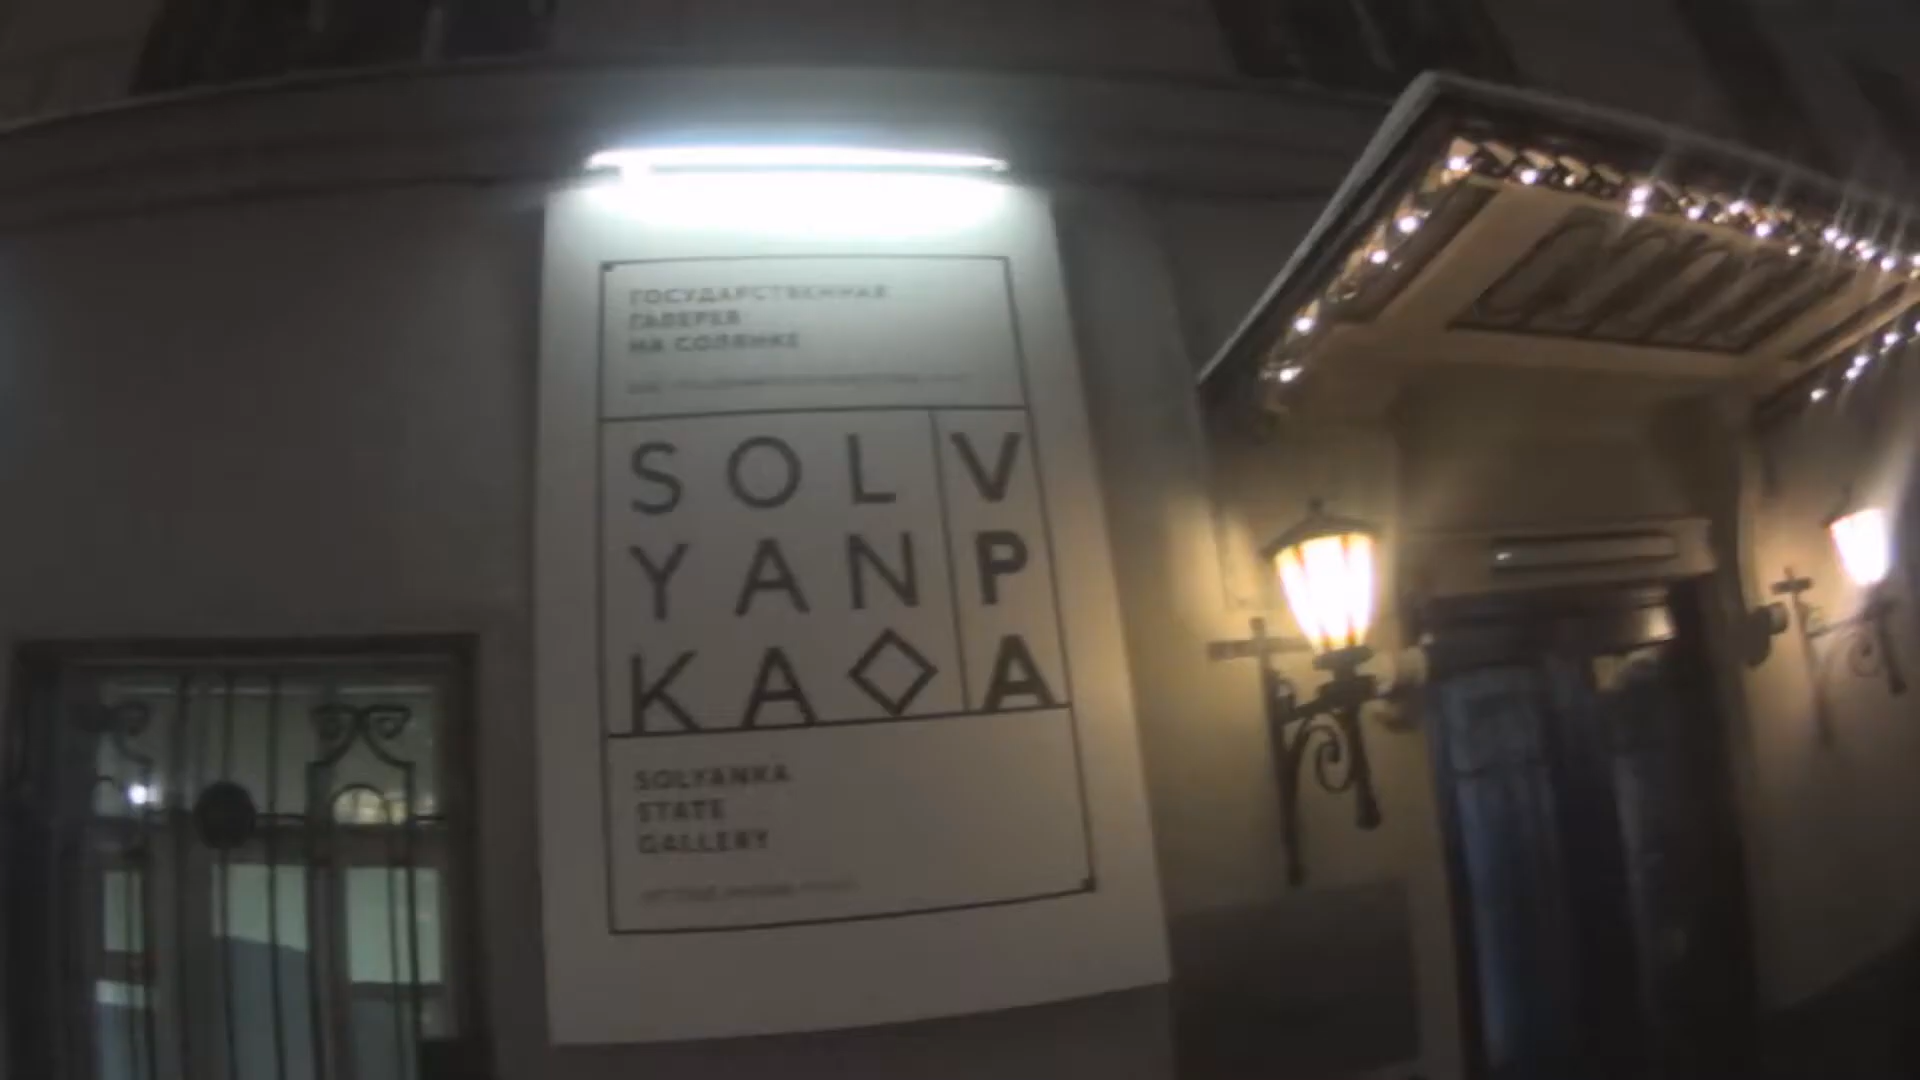 ГОСУДАРСТВЕННАЯ
ГАЛЕРЕЯ
НА СОЛЯНКЕ
SOL V
YAN P
KA◇ A
SOLYANKA
STATE
GALLERY